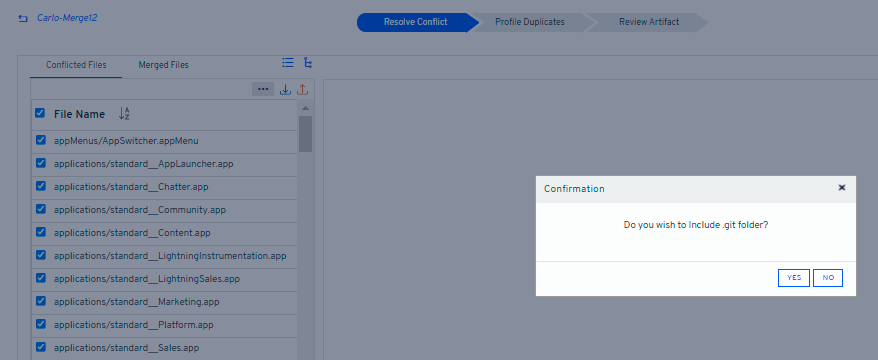 Carlo-Merge12
Resolve Conflict
Profile Duplicates
Review Artifact
Conflicted Files
Merged Files
File Name
appMenus/AppSwitcher.appMenu
applications/standard__AppLauncher.app
applications/standard__Chatter.app
applications/standard__Community.app
applications/standard__Content.app
applications/standard__LightningInstrumentation.app
applications/standard__LightningSales.app
applications/standard__Marketing.app
applications/standard__Platform.app
applications/standard__Sales.app
Confirmation
Do you wish to Include .git folder?
YES
NO